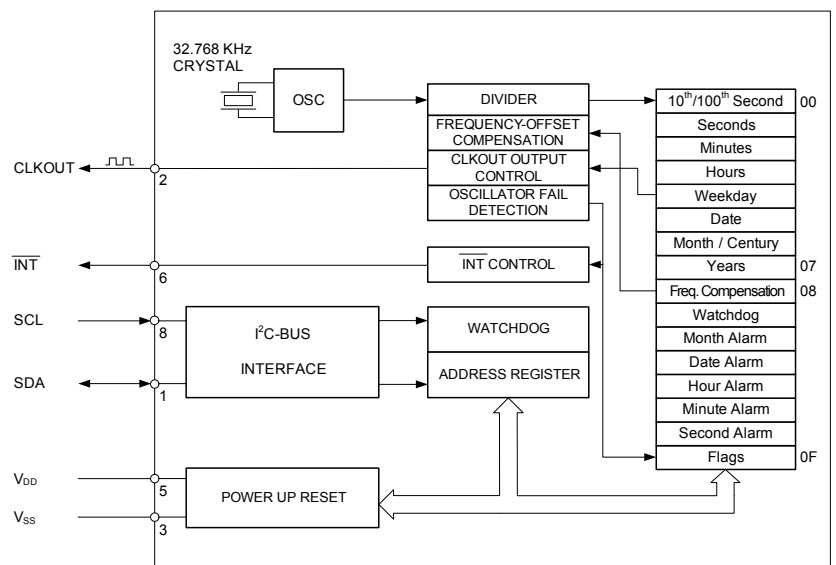 32.768 KHz
CRYSTAL
OSC
DIVIDER
FREQUENCY-OFFSET
COMPENSATION
CLKOUT OUTPUT
CONTROL
OSCILLATOR FAIL
DETECTION
10th/100th Second 00
Seconds
Minutes
Hours
Weekday
Date
Month / Century
Years 07
Freq. Compensation 08
Watchdog
Month Alarm
Date Alarm
Hour Alarm
Minute Alarm
Second Alarm
Flags 0F
CLKOUT 2
INT 6
INT CONTROL
SCL 8
SDA 1
I²C-BUS
INTERFACE
WATCHDOG
ADDRESS REGISTER
VDD 5
VSS 3
POWER UP RESET